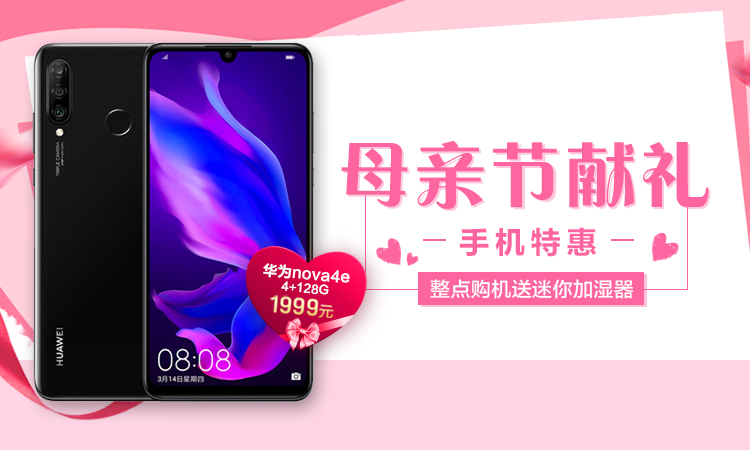 母亲节献礼
手机特惠
整点购机送迷你加湿器
华为nova4e
4+128G
1999元
08:08
3月14日星期四
HUAWEI
TRIPLE CAMERA